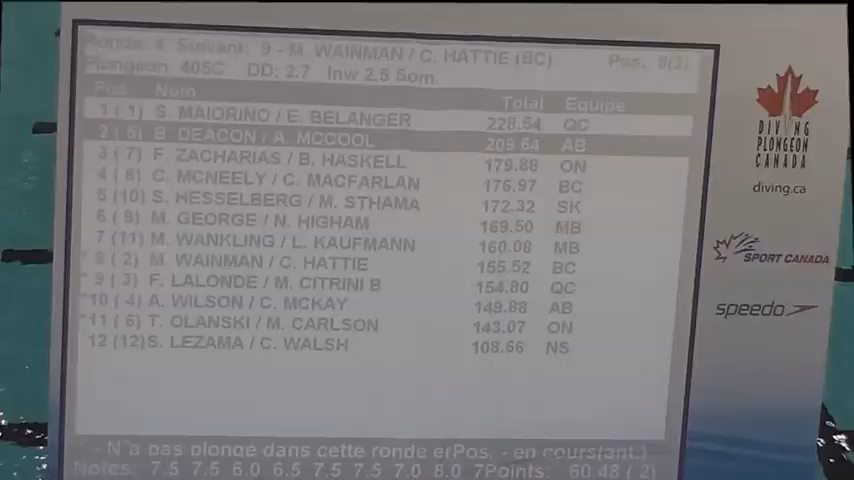 Ronde: 4 Suivant: 9 - M. WAINMAN / C. HATTIE (BC) Pos. 8(3)
Plongeon: 405C DD: 2.7 Inw 2.5 Som.
Pos Nom Total Equipe
1 (1) S. MAIORINO / E. BELANGER 228.54 QC
2 (5) B. DEACON / A. MCCOOL 209.64 AB
3 (7) F. ZACHARIAS / B. HASKELL 179.88 ON
4 (8) C. MCNEELY / C. MACFARLAN 176.97 BC
5 (10) S. HESSELBERG / M. STHAMA 172.32 SK
6 (9) M. GEORGE / N. HIGHAM 169.50 MB
7 (11) M. WANKLING / L. KAUFMANN 160.08 MB
* 8 (2) M. WAINMAN / C. HATTIE 155.52 BC
* 9 (3) F. LALONDE / M. CITRINI B 154.80 QC
*10 (4) A. WILSON / C. MCKAY 149.88 AB
*11 (6) T. OLANSKI / M. CARLSON 143.07 ON
12 (12) S. LEZAMA / C. WALSH 108.66 NS
* - N'a pas plongé dans cette ronde erPos. - en cours(ant.)
Notes: 7.5 7.5 6.0 6.5 7.5 7.5 7.0 8.0 7Points: 60.48 (2)
DIVING
PLONGEON
CANADA
diving.ca
SPORT CANADA
speedo